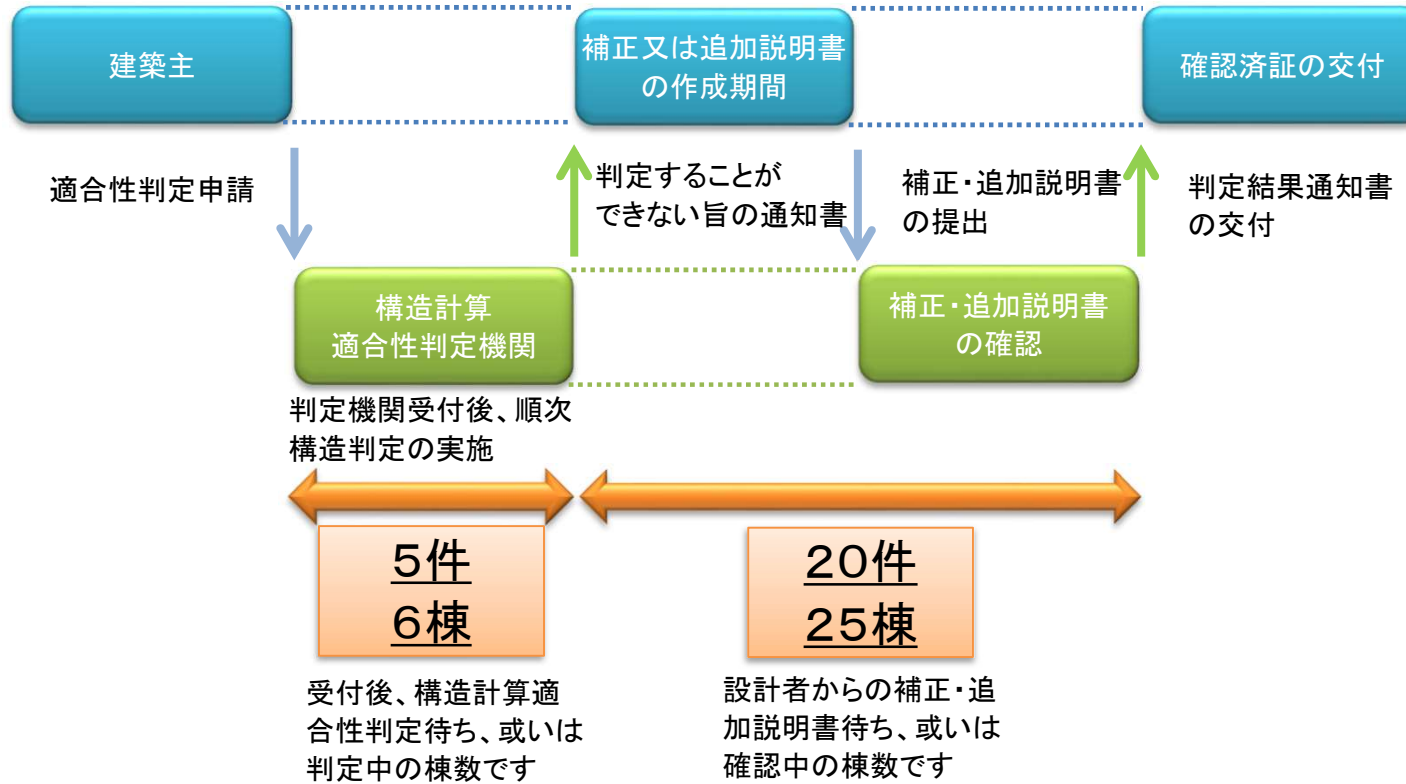 建築主
補正又は追加説明書
の作成期間
確認済証の交付
適合性判定申請
判定することが
できない旨の通知書
補正・追加説明書
の提出
判定結果通知書
の交付
構造計算
適合性判定機関
補正・追加説明書
の確認
判定機関受付後、順次
構造判定の実施
5件
6棟
20件
25棟
受付後、構造計算適
合性判定待ち、或いは
判定中の棟数です
設計者からの補正・追
加説明書待ち、或いは
確認中の棟数です